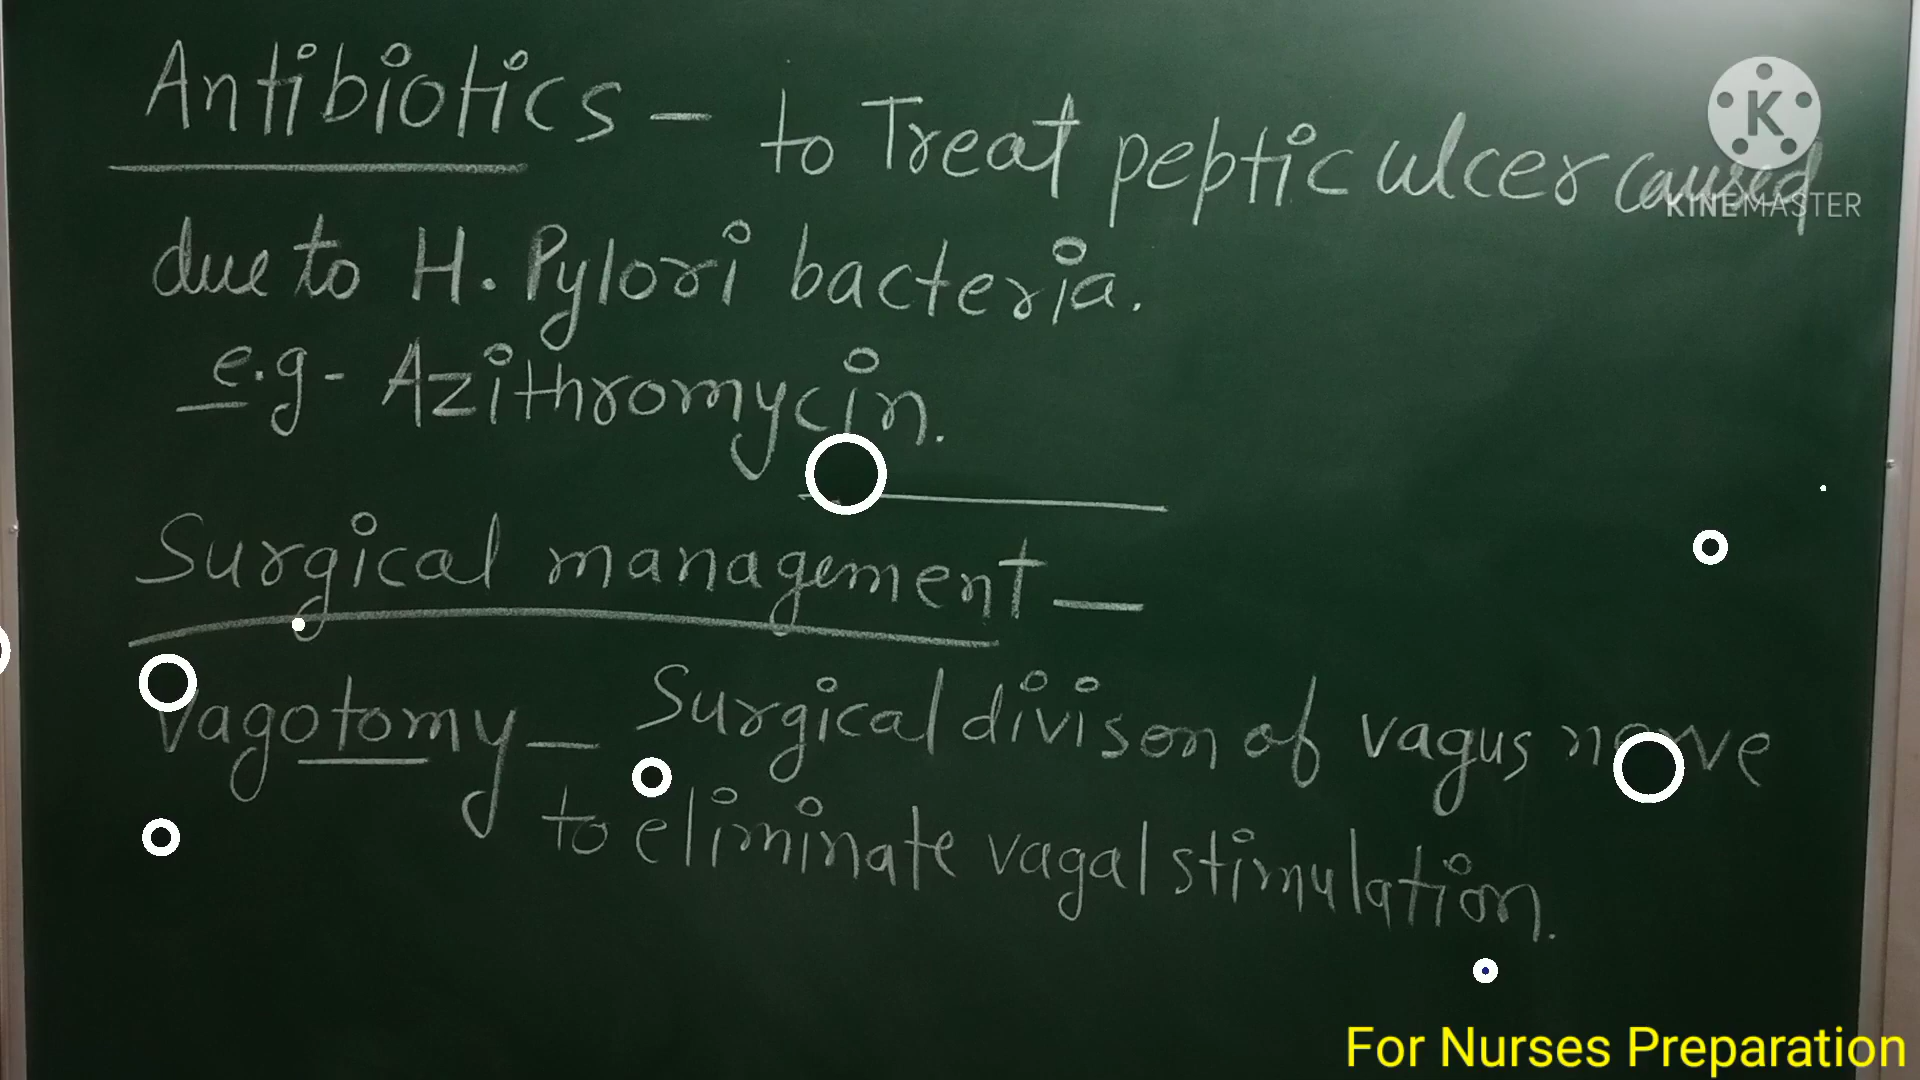 Antibiotics - to Treat peptic ulcer caused
due to H. Pylori bacteria.
e.g- Azithromycin.
Surgical management -
Vagotomy - Surgical divison of vagus nerve
to eliminate vagal stimulation.
K
KINEMASTER
For Nurses Preparation